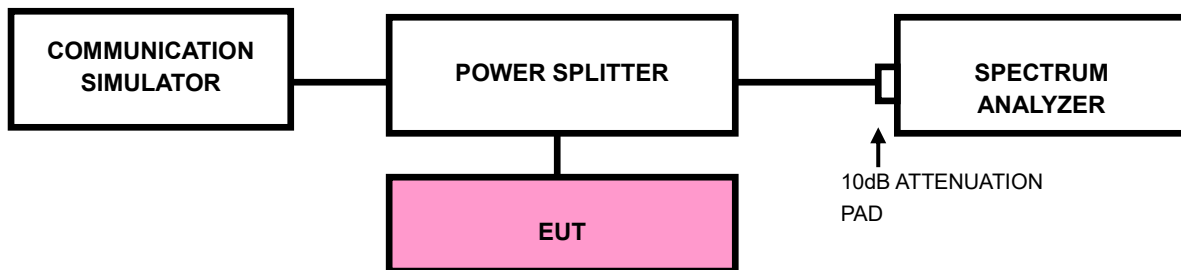 COMMUNICATION
SIMULATOR
POWER SPLITTER
SPECTRUM
ANALYZER
10dB ATTENUATION
PAD
EUT